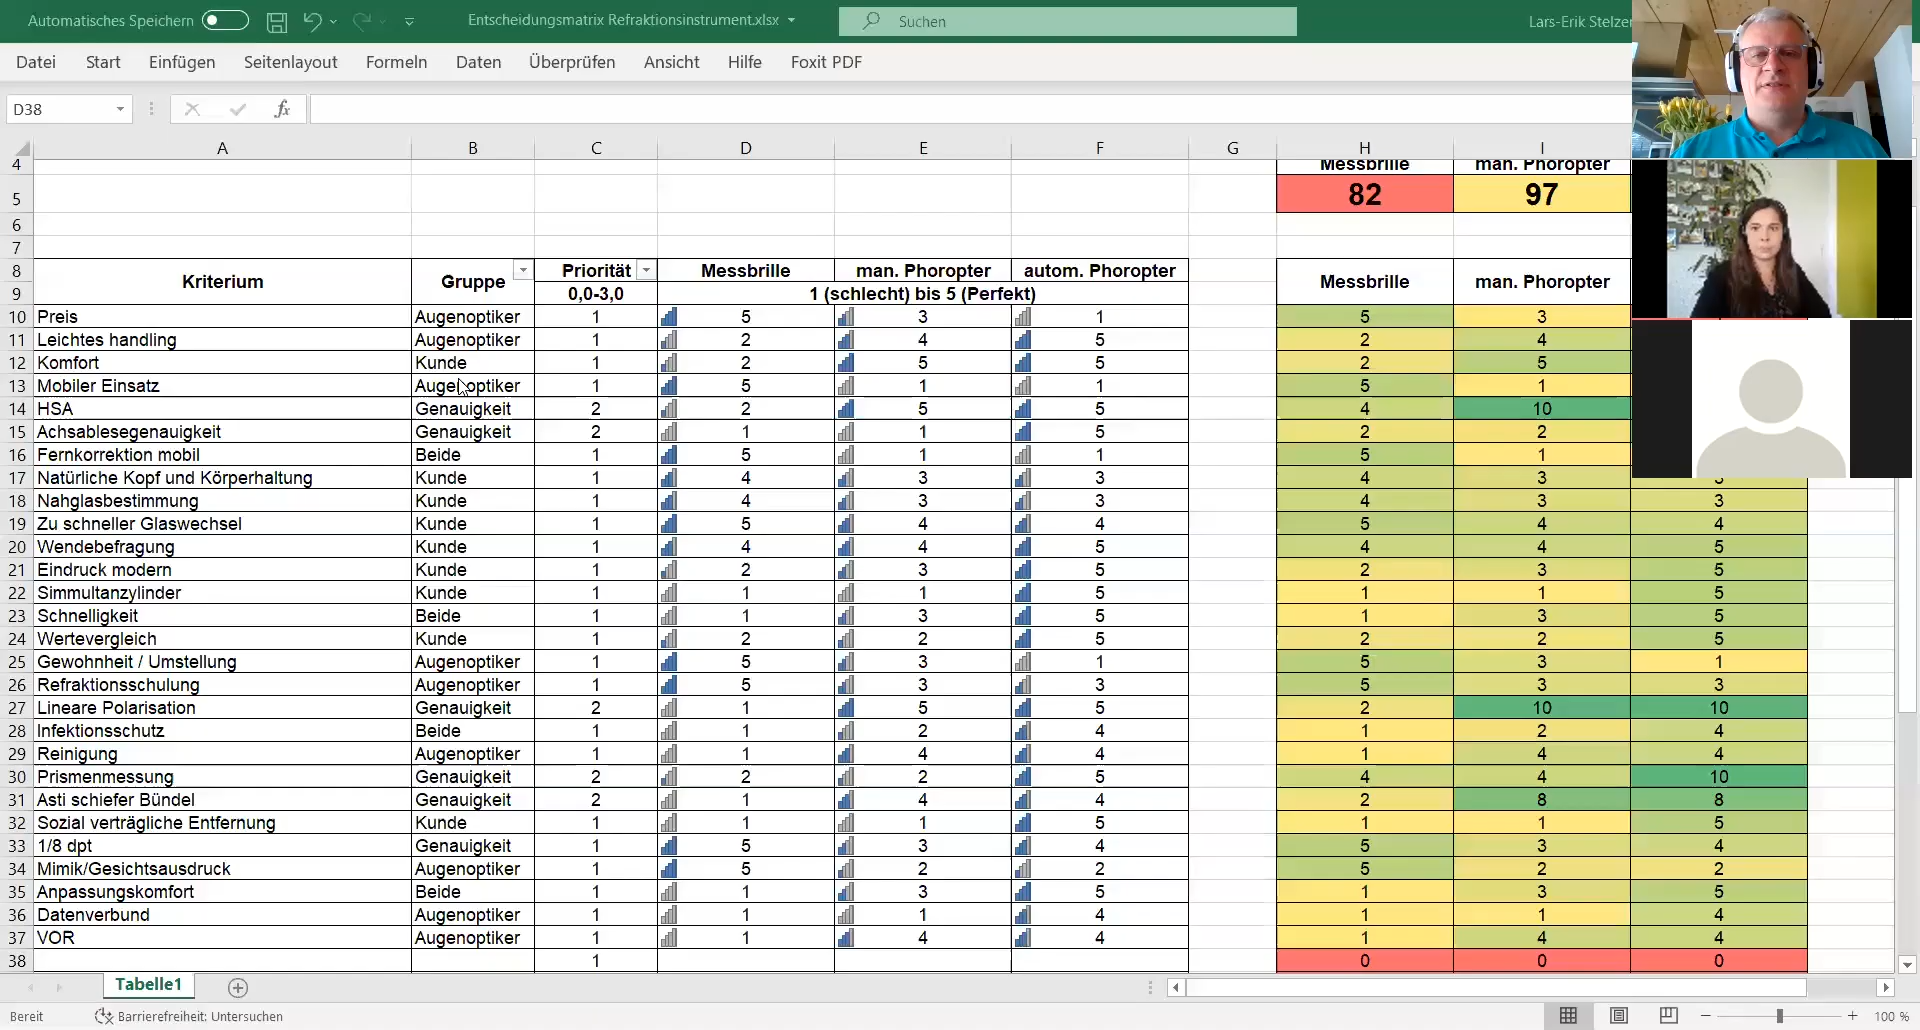 Automatisches Speichern Entscheidungsmatrix Refraktionsinstrument.xlsx Suchen Lars-Erik Stelzer
Datei Start Einfügen Seitenlayout Formeln Daten Überprüfen Ansicht Hilfe Foxit PDF
D38 fx
A B C D E F G H I
4 Messbrille man. Phoropter
5 82 97
6
7
8 Kriterium Gruppe Priorität Messbrille man. Phoropter autom. Phoropter Messbrille man. Phoropter
9 0,0-3,0 1 (schlecht) bis 5 (Perfekt)
10 Preis Augenoptiker 1 5 3 1 5 3
11 Leichtes handling Augenoptiker 1 2 4 5 2 4
12 Komfort Kunde 1 2 5 5 2 5
13 Mobiler Einsatz Augenoptiker 1 5 1 1 5 1
14 HSA Genauigkeit 2 2 5 5 4 10
15 Achsablesegenauigkeit Genauigkeit 2 1 1 5 2 2
16 Fernkorrektion mobil Beide 1 5 1 1 5 1
17 Natürliche Kopf und Körperhaltung Kunde 1 4 3 3 4 3 3
18 Nahglasbestimmung Kunde 1 4 3 3 4 3 3
19 Zu schneller Glaswechsel Kunde 1 5 4 4 5 4 4
20 Wendebefragung Kunde 1 4 4 5 4 4 5
21 Eindruck modern Kunde 1 2 3 5 2 3 5
22 Simmultanzylinder Kunde 1 1 1 5 1 1 5
23 Schnelligkeit Beide 1 1 3 5 1 3 5
24 Wertevergleich Kunde 1 2 2 5 2 2 5
25 Gewohnheit / Umstellung Augenoptiker 1 5 3 1 5 3 1
26 Refraktionsschulung Augenoptiker 1 5 3 3 5 3 3
27 Lineare Polarisation Genauigkeit 2 1 5 5 2 10 10
28 Infektionsschutz Beide 1 1 2 4 1 2 4
29 Reinigung Augenoptiker 1 1 4 4 1 4 4
30 Prismenmessung Genauigkeit 2 2 2 5 4 4 10
31 Asti schiefer Bündel Genauigkeit 2 1 4 4 2 8 8
32 Sozial verträgliche Entfernung Kunde 1 1 1 5 1 1 5
33 1/8 dpt Genauigkeit 1 5 3 4 5 3 4
34 Mimik/Gesichtsausdruck Augenoptiker 1 5 2 2 5 2 2
35 Anpassungskomfort Beide 1 1 3 5 1 3 5
36 Datenverbund Augenoptiker 1 1 1 4 1 1 4
37 VOR Augenoptiker 1 1 4 4 1 4 4
38 1 0 0 0
Tabelle1
Bereit Barrierefreiheit: Untersuchen 100 %